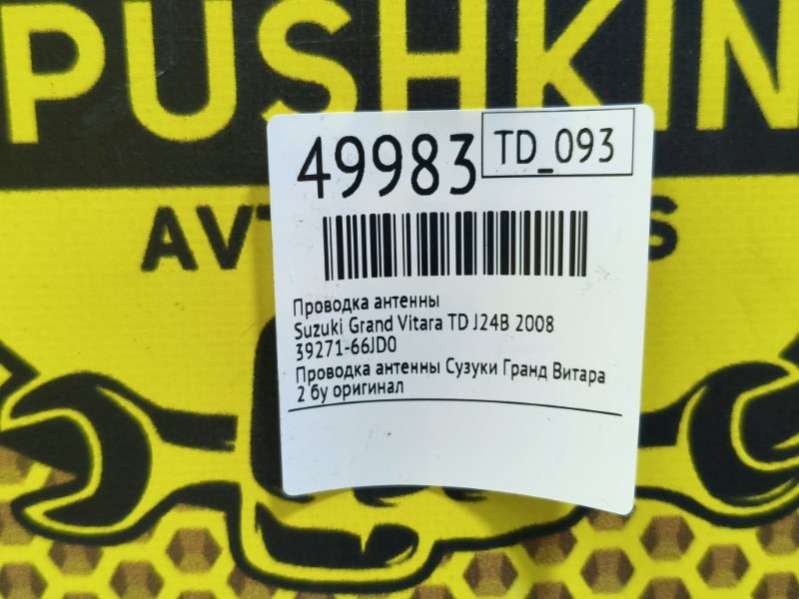 PUSHKIN
49983
TD_093
Проводка антенны
Suzuki Grand Vitara TD J24B 2008
39271-66JD0
Проводка антенны Сузуки Гранд Витара
2 бу оригинал